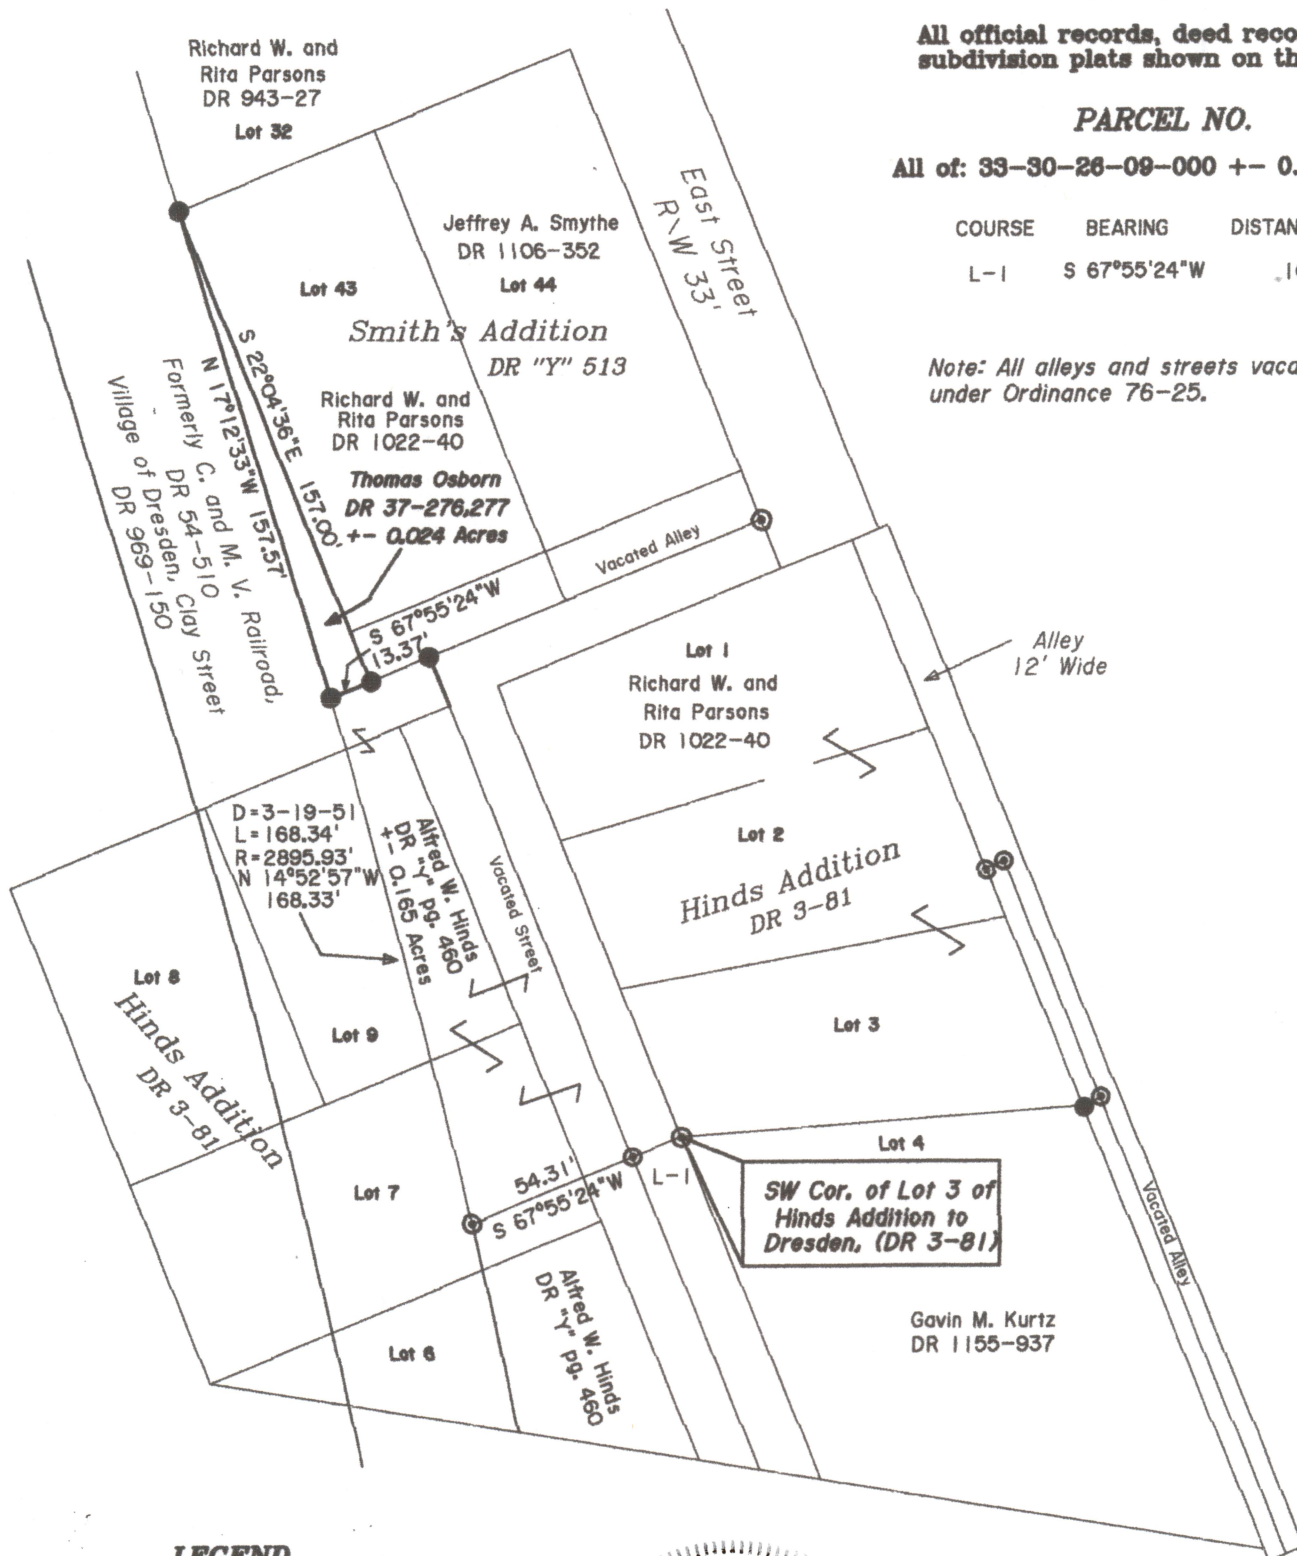 Richard W. and
Rita Parsons
DR 943-27
Lot 32
All official records, deed
subdivision plats shown on
PARCEL NO.
All of: 33-30-26-09-000 +- 0.
COURSE BEARING
L-1 S 67°55'24"W
Note: All alleys and streets
under Ordinance 76-25.
East Street
R\W 33'
Jeffrey A. Smythe
DR 1106-352
Lot 44
Lot 43
Smith's Addition
DR "Y" 513
Richard W. and
Rita Parsons
DR 1022-40
Thomas Osborn
DR 37-276,277
+- 0.024 Acres
S 22°04'36"E 157.00'
N 17°12'33"W 157.57'
Formerly C. and M. V. Railroad,
DR 54-510
Village of Dresden, Clay Street
DR 969-150
Vacated Alley
S 67°55'24"W
13.37'
Lot 1
Richard W. and
Rita Parsons
DR 1022-40
Alley
12' Wide
D=3-19-51
L=168.34'
R=2895.93'
N 14°52'57"W
168.33'
Alfred W. Hinds
DR "Y" pg. 460
+- 0.165 Acres
Vacated Street
Lot 2
Hinds Addition
DR 3-81
Lot 8
Hinds Addition
DR 3-81
Lot 9
Lot 3
Lot 7
54.31'
S 67°55'24"W
L-1
Lot 4
SW Cor. of Lot 3 of
Hinds Addition to
Dresden, (DR 3-81)
Vacated Alley
Alfred W. Hinds
DR "Y" pg. 460
Lot 6
Gavin M. Kurtz
DR 1155-937
LEGEND